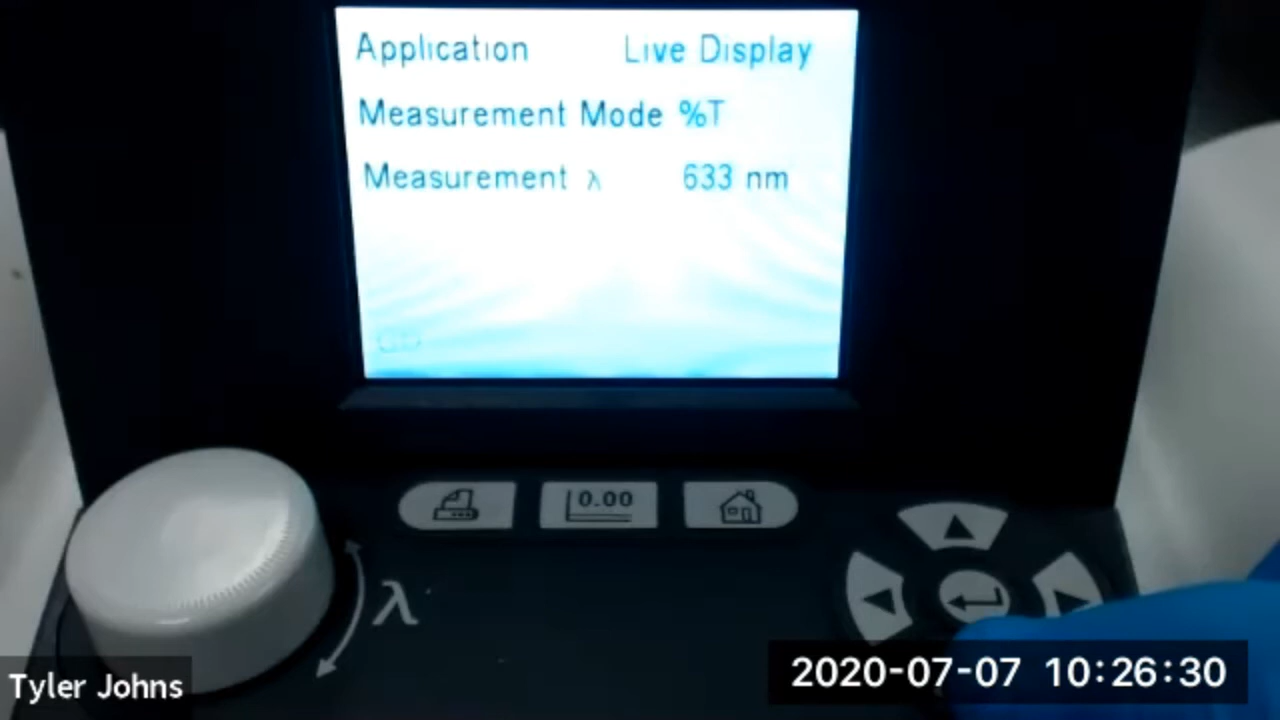 Application Live Display
Measurement Mode %T
Measurement λ 633 nm
0.00
λ
Tyler Johns
2020-07-07 10:26:30